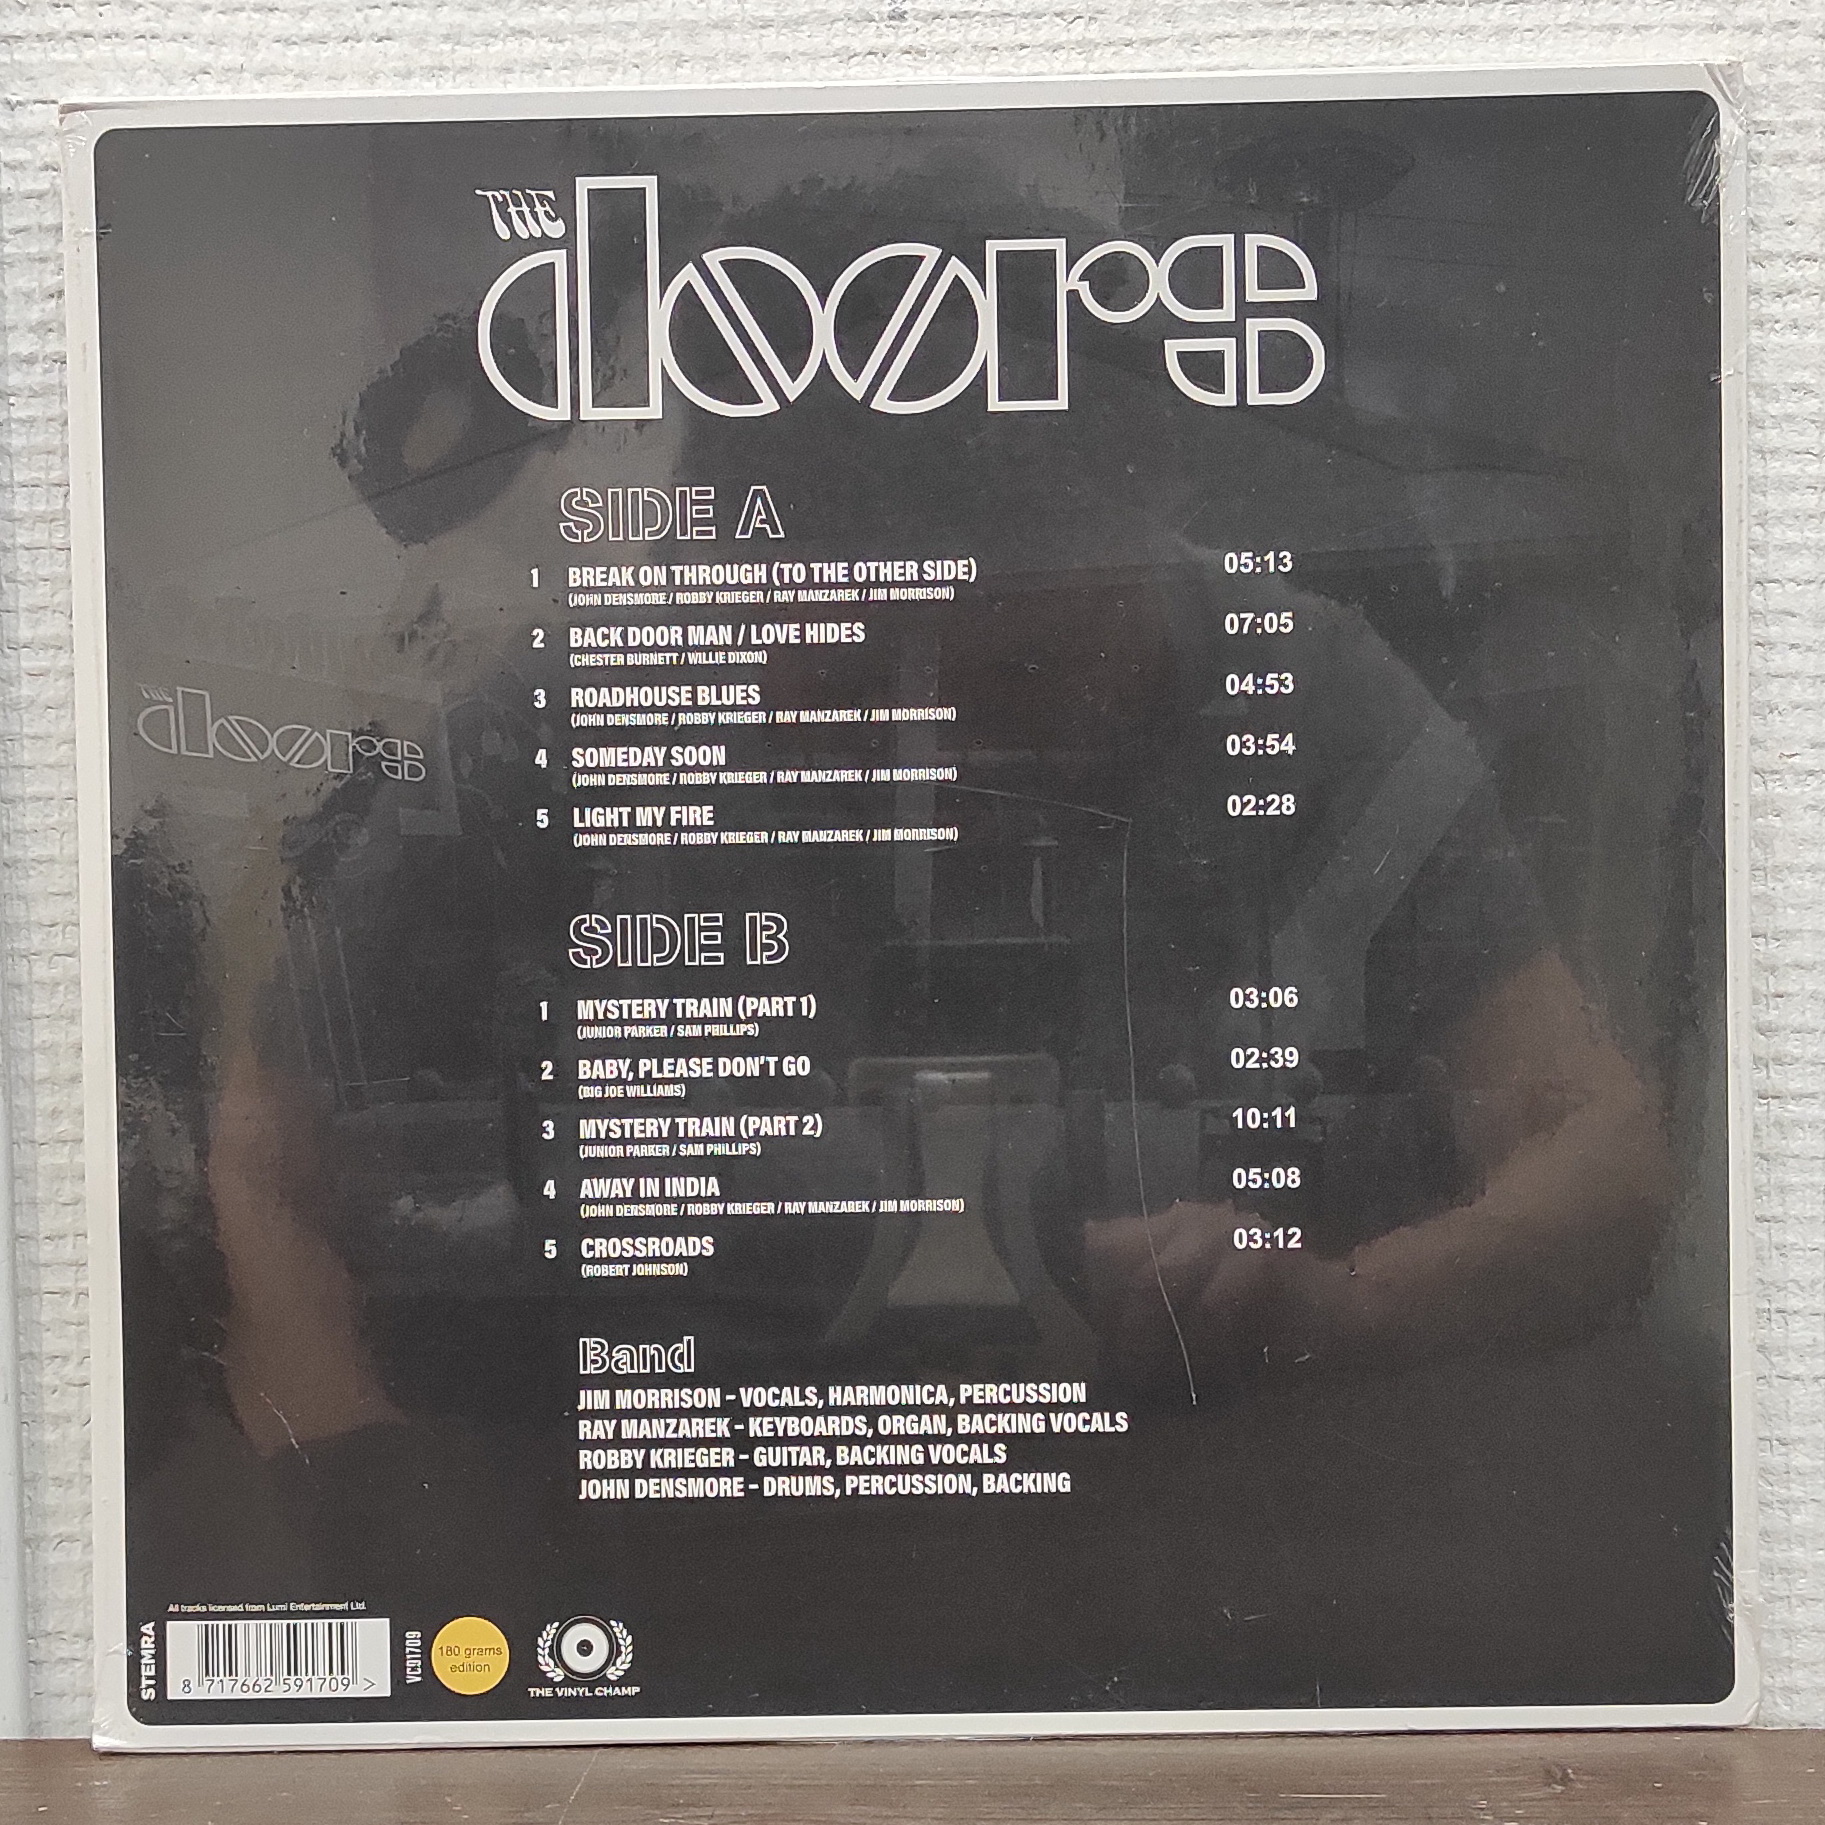 THE
doors
SIDE A
1 BREAK ON THROUGH (TO THE OTHER SIDE) 05:13
(JOHN DENSMORE / ROBBY KRIEGER / RAY MANZAREK / JIM MORRISON)
2 BACK DOOR MAN / LOVE HIDES 07:05
(CHESTER BURNETT / WILLIE DIXON)
3 ROADHOUSE BLUES 04:53
(JOHN DENSMORE / ROBBY KRIEGER / RAY MANZAREK / JIM MORRISON)
4 SOMEDAY SOON 03:54
(JOHN DENSMORE / ROBBY KRIEGER / RAY MANZAREK / JIM MORRISON)
THE
doors
5 LIGHT MY FIRE 02:28
(JOHN DENSMORE / ROBBY KRIEGER / RAY MANZAREK / JIM MORRISON)
SIDE B
1 MYSTERY TRAIN (PART 1) 03:06
(JUNIOR PARKER / SAM PHILLIPS)
2 BABY, PLEASE DON'T GO 02:39
(BIG JOE WILLIAMS)
3 MYSTERY TRAIN (PART 2) 10:11
(JUNIOR PARKER / SAM PHILLIPS)
4 AWAY IN INDIA 05:08
(JOHN DENSMORE / ROBBY KRIEGER / RAY MANZAREK / JIM MORRISON)
5 CROSSROADS 03:12
(ROBERT JOHNSON)
Band
JIM MORRISON - VOCALS, HARMONICA, PERCUSSION
RAY MANZAREK - KEYBOARDS, ORGAN, BACKING VOCALS
ROBBY KRIEGER - GUITAR, BACKING VOCALS
JOHN DENSMORE - DRUMS, PERCUSSION, BACKING
All tracks licensed from Lumi Entertainment Ltd.
STEMRA
8 717662 591709 >
VC91709
180 grams
edition
THE VINYL CHAMP